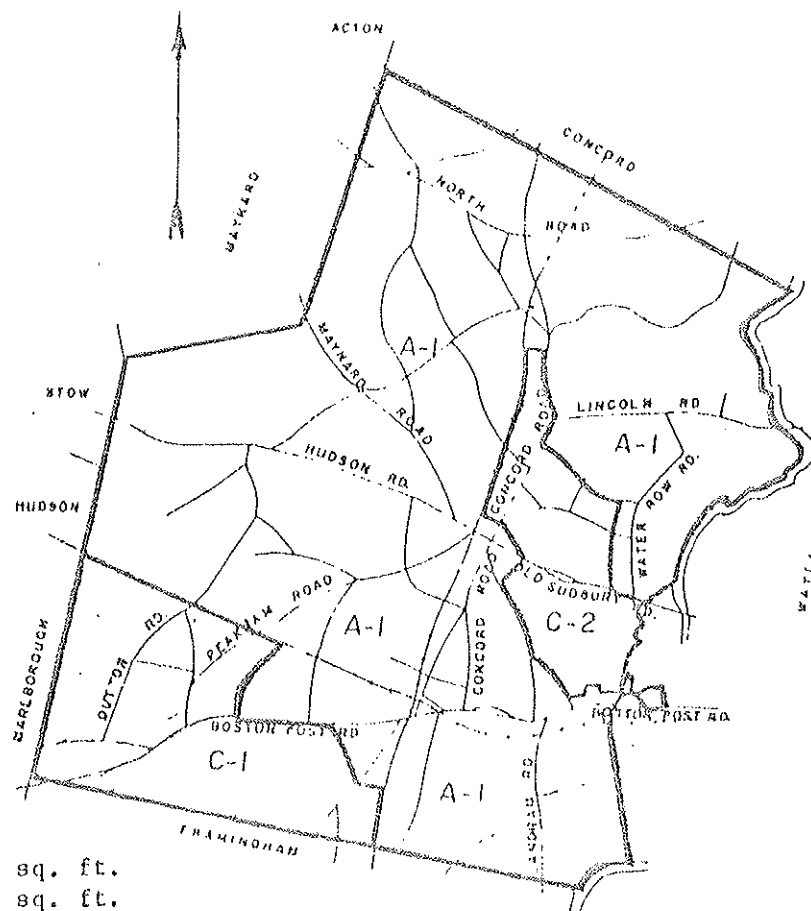 ACTON
CONCORD
MAYNARD
NORTH ROAD
A-1
MAYNARD ROAD
STOW
LINCOLN RD
A-1
CONCORD ROAD
HUDSON RD.
WATER ROW RD.
HUDSON
OLD SUDBURY
C-2
PEAKHAM ROAD
A-1
DUTTON RD.
CONCORD ROAD
MARLBOROUGH
BOSTON POST RD
BOSTON POST RD.
C-1
A-1
RD
FRAMINGHAM
sq. ft.
sq. ft.